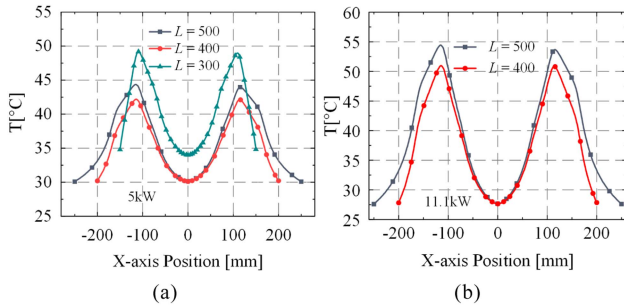 55
50
45
40
35
30
25
T[°C]
L = 500
L = 400
L = 300
5kW
-200 -100 0 100 200
X-axis Position [mm]
(a)
60
55
50
45
40
35
30
25
T[°C]
L = 500
L = 400
11.1kW
-200 -100 0 100 200
X-axis Position [mm]
(b)